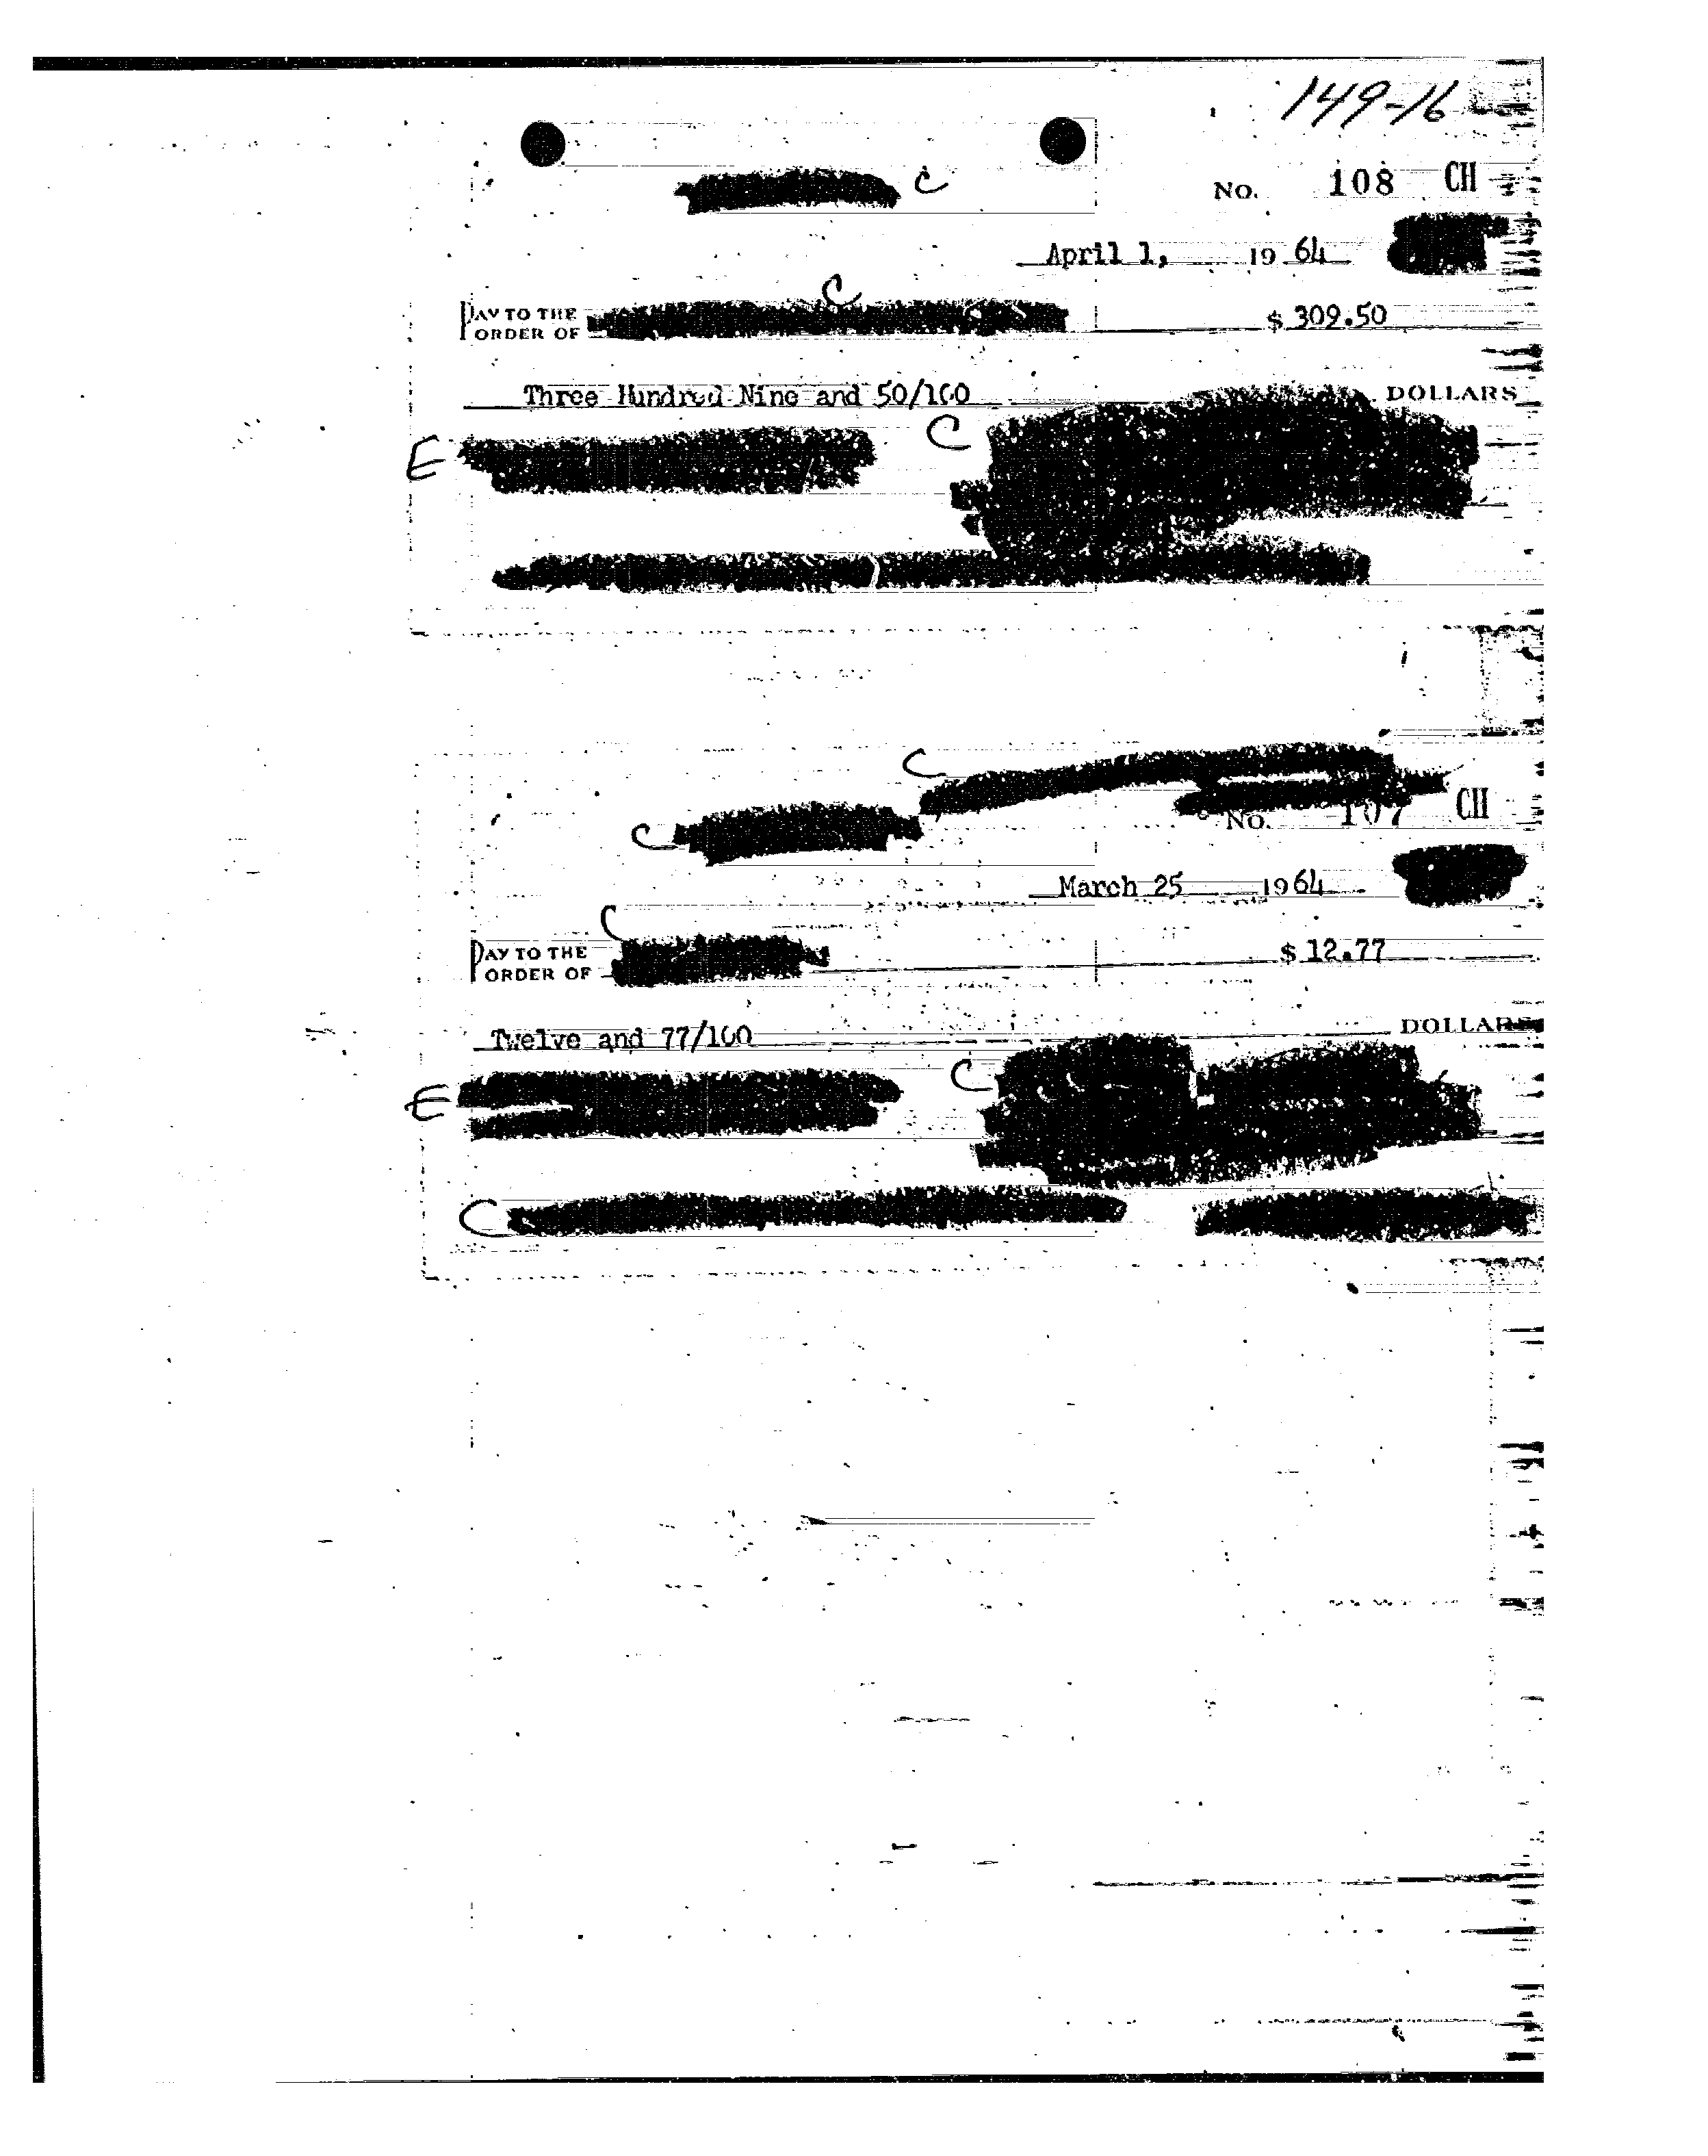 149-16
C
No. 108 CH
April 1, 19 64
C
PAY TO THE
ORDER OF
$ 309.50
Three Hundred Nine and 50/100 DOLLARS
E C
C
C No. 107 CH
March 25 19 64
C
PAY TO THE
ORDER OF
$ 12.77
Twelve and 77/100 DOLLARS
E C
C